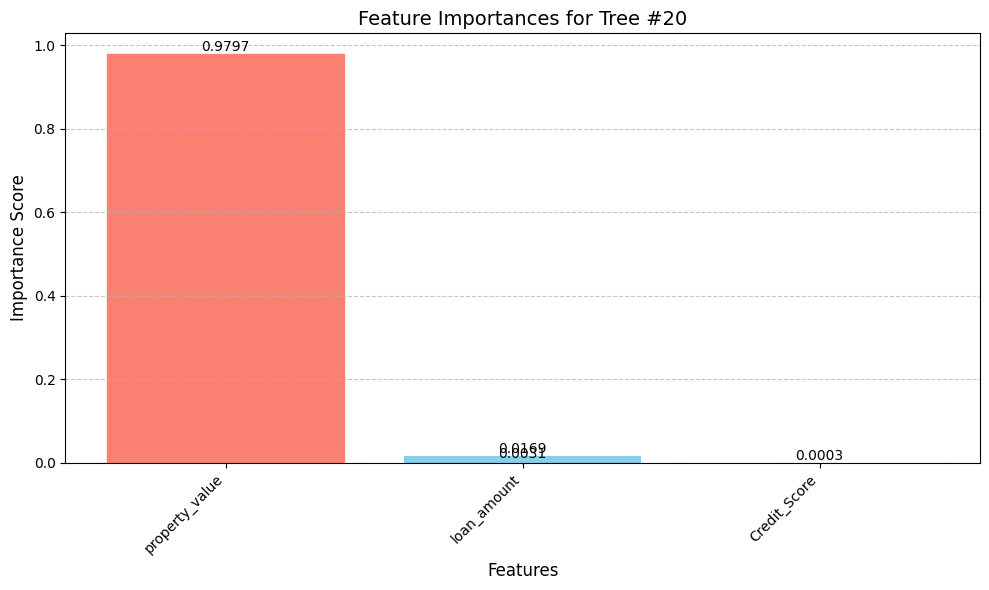 Feature Importances for Tree #20
Importance Score
1.0
0.8
0.6
0.4
0.2
0.0
0.9797
0.0169
0.0031
0.0003
property_value
loan_amount
Credit_Score
Features